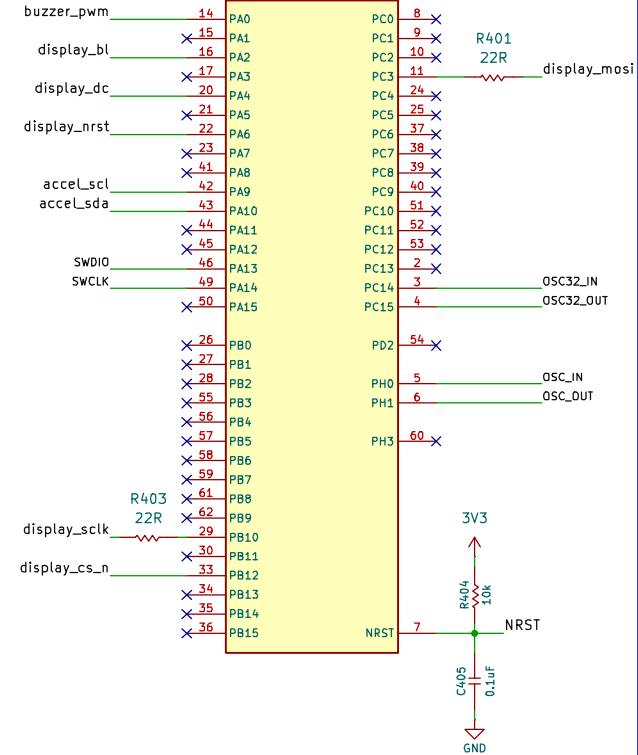 buzzer_pwm 14 PA0 PC0 8
15 PA1 PC1 9
display_bl 16 PA2 PC2 10
R401
22R
17 PA3 PC3 11 display_mosi
display_dc 20 PA4 PC4 24
21 PA5 PC5 25
display_nrst 22 PA6 PC6 37
23 PA7 PC7 38
41 PA8 PC8 39
accel_scl 42 PA9 PC9 40
accel_sda 43 PA10 PC10 51
44 PA11 PC11 52
45 PA12 PC12 53
SWDIO 46 PA13 PC13 2
SWCLK 49 PA14 PC14 3 OSC32_IN
50 PA15 PC15 4 OSC32_OUT
26 PB0 PD2 54
27 PB1
28 PB2 PH0 5 OSC_IN
55 PB3 PH1 6 OSC_OUT
56 PB4
57 PB5 PH3 60
58 PB6
59 PB7
61 PB8
62 PB9
R403
22R
display_sclk 29 PB10
30 PB11
display_cs_n 33 PB12
34 PB13
35 PB14
36 PB15
3V3
R404
10k
NRST 7 NRST
C405
0.1uF
GND